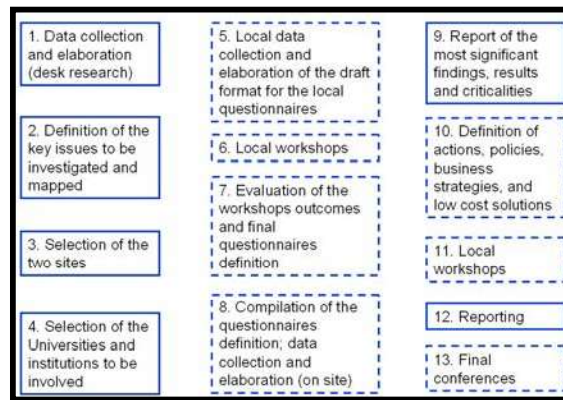 1. Data collection
and elaboration
(desk research)
2. Definition of the
key issues to be
investigated and
mapped
3. Selection of the
two sites
4. Selection of the
Universities and
institutions to be
involved
5. Local data
collection and
elaboration of the draft
format for the local
questionnaires
6. Local workshops
7. Evaluation of the
workshops outcomes
and final
questionnaires
definition
8. Compilation of the
questionnaires
definition; data
collection and
elaboration (on site)
9. Report of the
most significant
findings, results
and criticalities
10. Definition of
actions, policies,
business
strategies, and
low cost solutions
11. Local
workshops
12. Reporting
13. Final
conferences